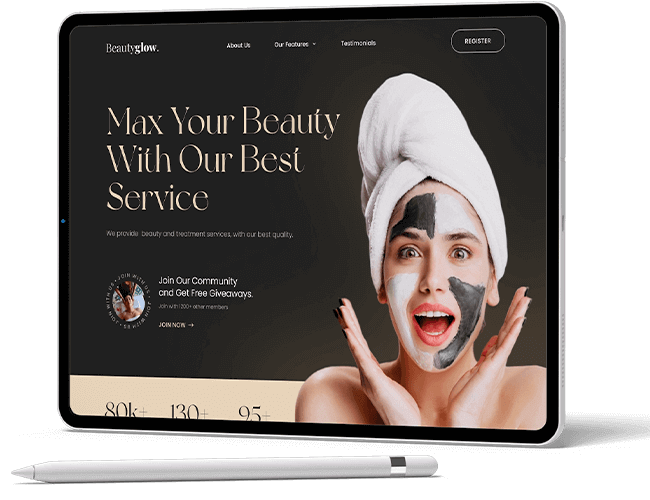 Beautyglow.
About Us
Our Features
Testimonials
REGISTER
Max Your Beauty
With Our Best
Service
We provide beauty and treatment services, with our best quality.
JOIN WITH US • JOIN WITH US • JOIN WITH US •
Join Our Community
and Get Free Giveaways.
Join with 1200+ other members
JOIN NOW →
80k+
130+
95+